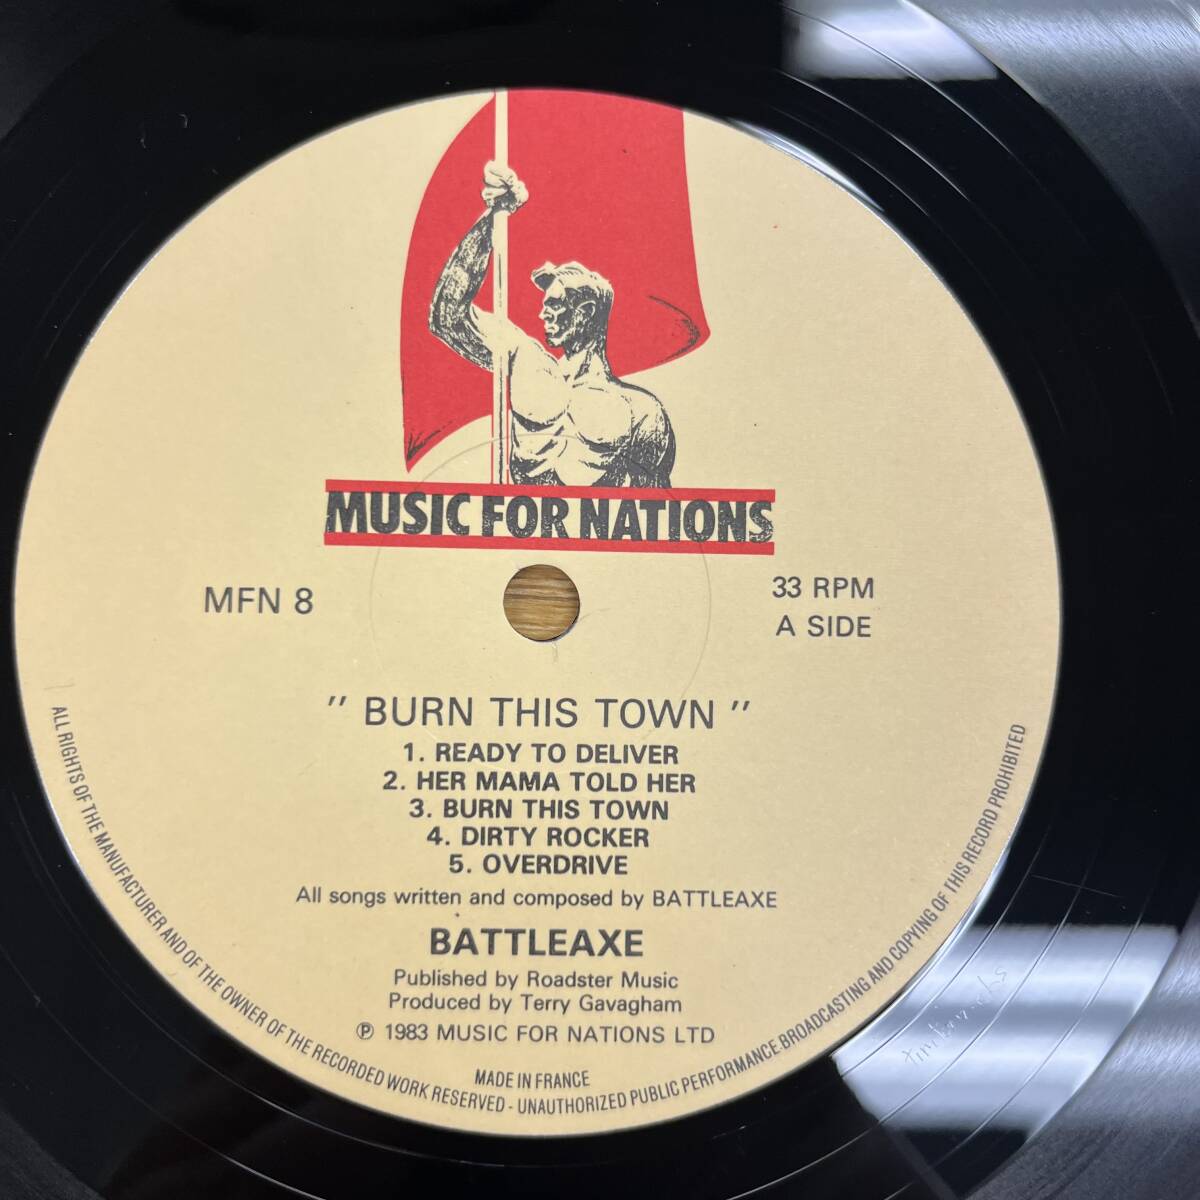 MUSIC FOR NATIONS
MFN 8
33 RPM
A SIDE
" BURN THIS TOWN "
1. READY TO DELIVER
2. HER MAMA TOLD HER
3. BURN THIS TOWN
4. DIRTY ROCKER
5. OVERDRIVE
All songs written and composed by BATTLEAXE
BATTLEAXE
Published by Roadster Music
Produced by Terry Gavagham
Ⓟ 1983 MUSIC FOR NATIONS LTD
MADE IN FRANCE
ALL RIGHTS OF THE MANUFACTURER AND OF THE OWNER OF THE RECORDED WORK RESERVED - UNAUTHORIZED PUBLIC PERFORMANCE.BROADCASTING AND COPYING OF THIS RECORD PROHIBITED